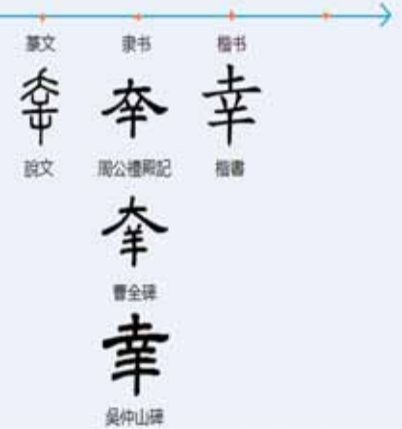 篆文 隶书 楷书
幸 幸 幸
說文 周公禮殿記 楷書
幸
曹全碑
幸
吳仲山碑